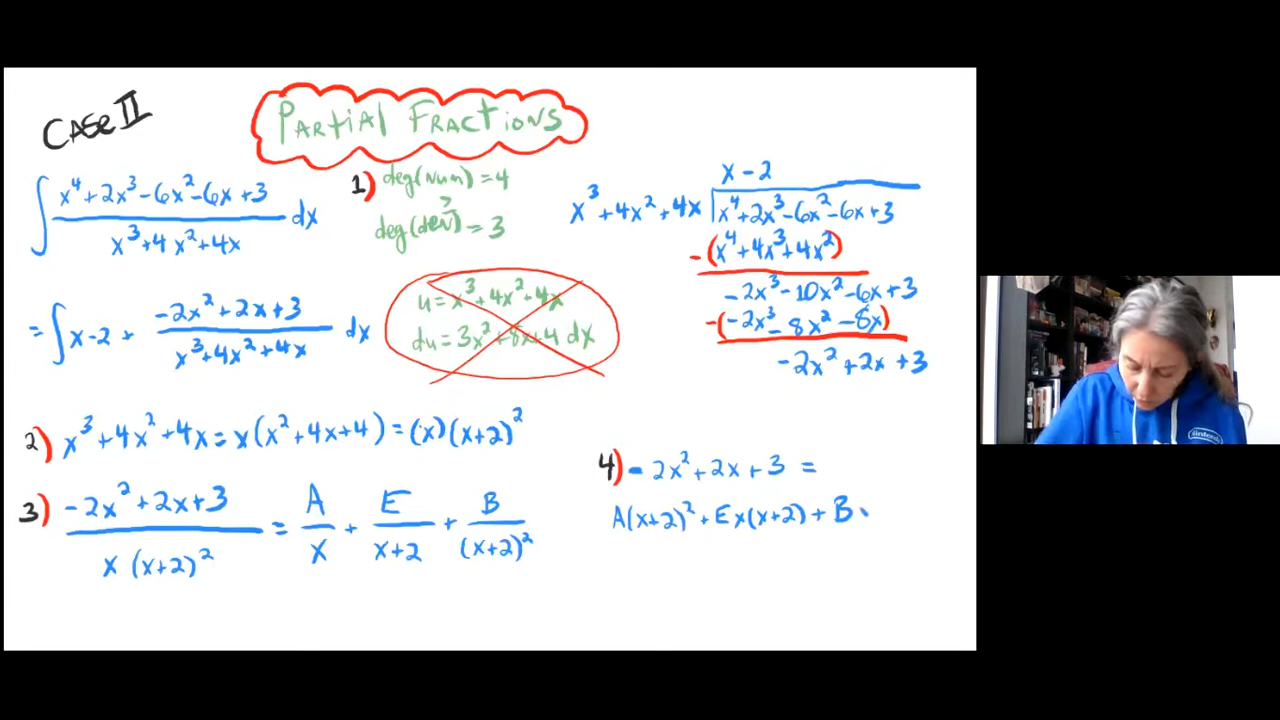 CASE II
PARTIAL FRACTIONS
∫ x⁴+2x³-6x²-6x+3 / x³+4x²+4x dx
= ∫ x-2 + -2x²+2x+3 / x³+4x²+4x dx
1) deg(num) = 4
>
deg(den) = 3
u = x³+4x²+4x
du = 3x²+8x+4 dx
x-2
x³+4x²+4x | x⁴+2x³-6x²-6x+3
-(x⁴+4x³+4x²)
-2x³-10x²-6x+3
-(-2x³-8x²-8x)
-2x²+2x+3
2) x³+4x²+4x = x(x²+4x+4) = (x)(x+2)²
3) -2x²+2x+3 / x(x+2)² = A/x + E/x+2 + B/(x+2)²
4) -2x²+2x+3 =
A(x+2)²+Ex(x+2)+B·
Nintendo